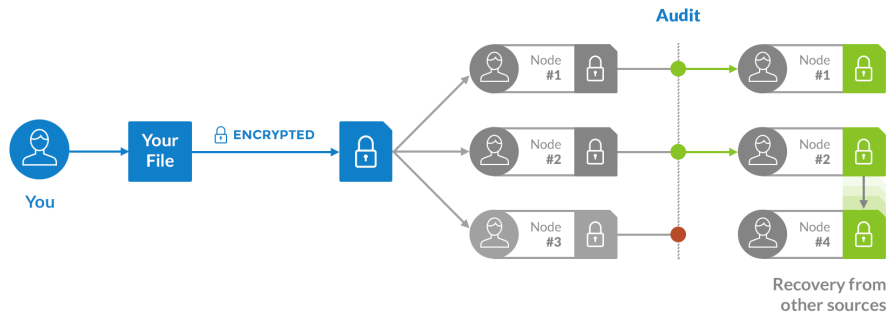 Audit
Node
#1
Node
#1
Your
File
ENCRYPTED
Node
#2
Node
#2
You
Node
#3
Node
#4
Recovery from
other sources